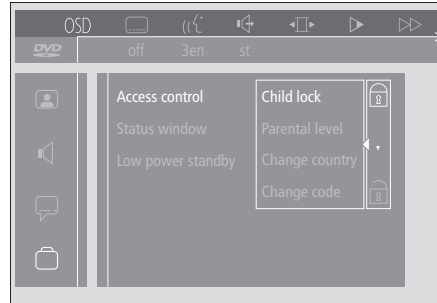 OSD
DVD off 3en st
Access control Child lock
Status window Parental level
Low power standby Change country
Change code